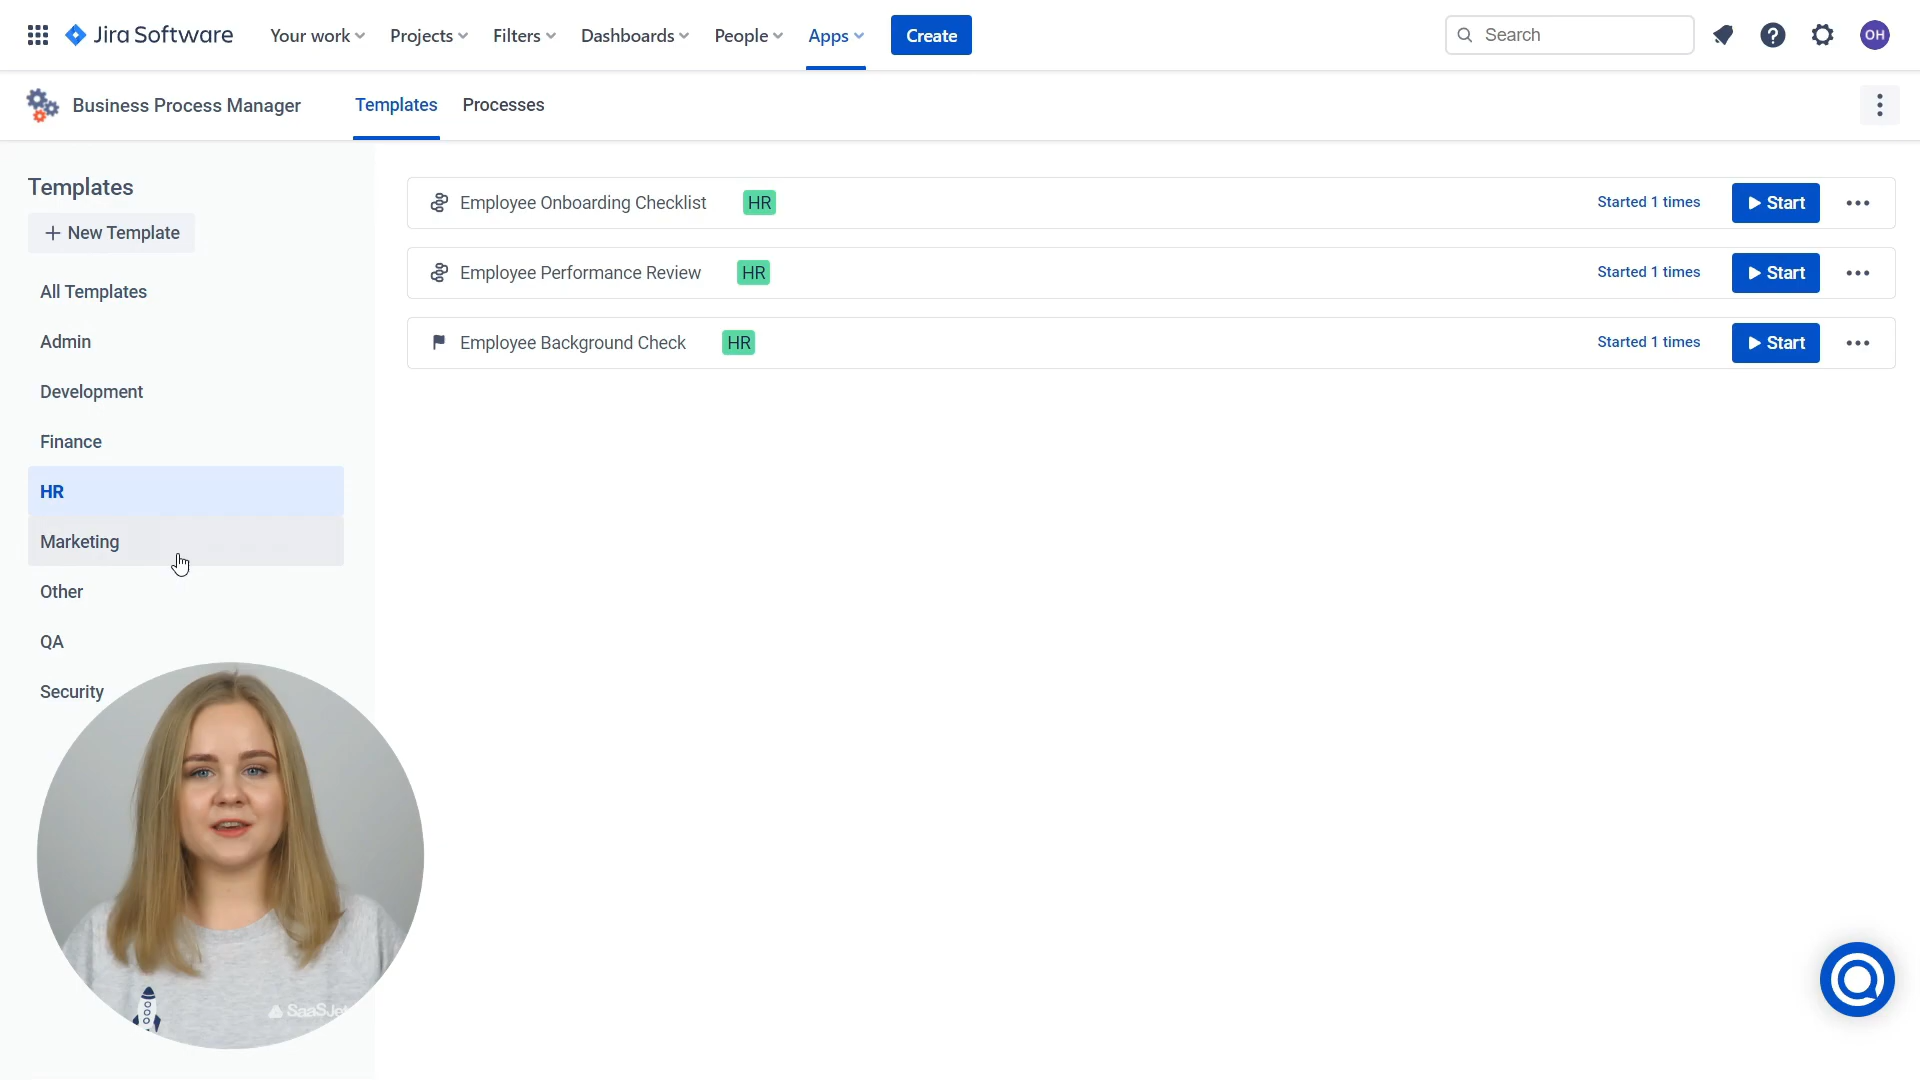 Jira Software Your work Projects Filters Dashboards People Apps Create Search OH
Business Process Manager Templates Processes
Templates
+ New Template
All Templates
Admin
Development
Finance
HR
Marketing
Other
QA
Security
Employee Onboarding Checklist HR Started 1 times Start
Employee Performance Review HR Started 1 times Start
Employee Background Check HR Started 1 times Start